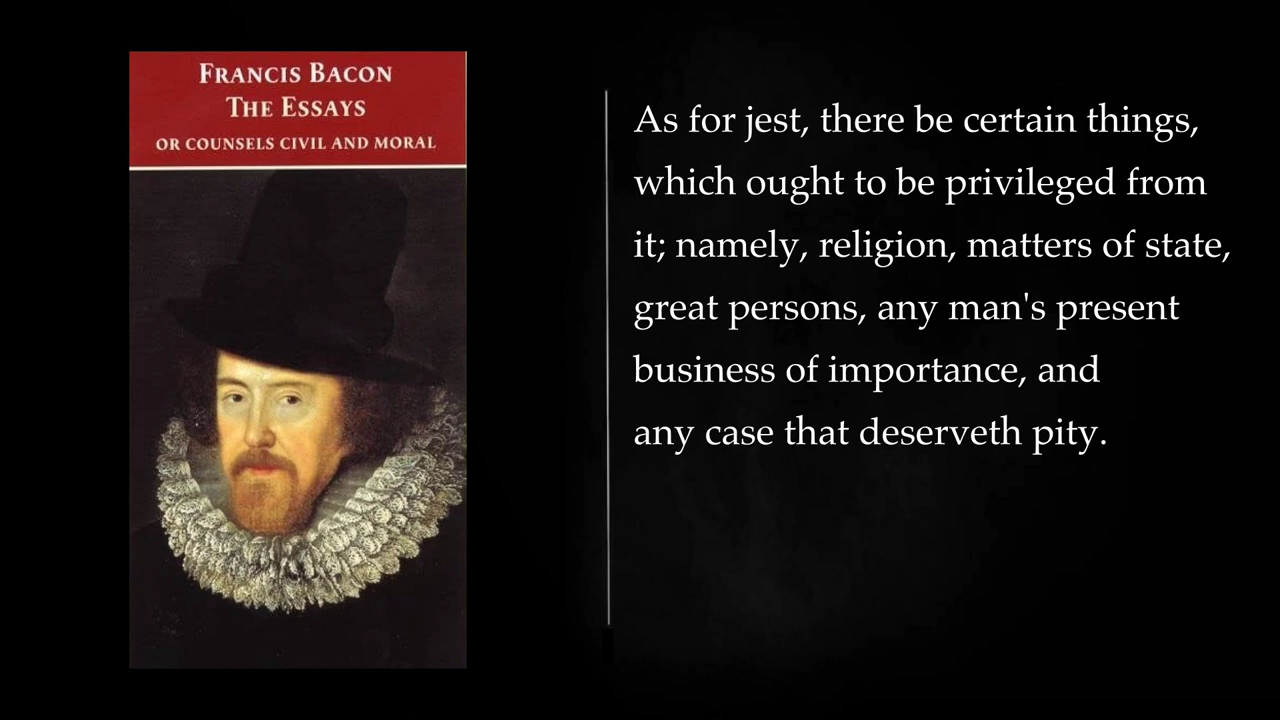 FRANCIS BACON
THE ESSAYS
OR COUNSELS CIVIL AND MORAL
As for jest, there be certain things,
which ought to be privileged from
it; namely, religion, matters of state,
great persons, any man's present
business of importance, and
any case that deserveth pity.